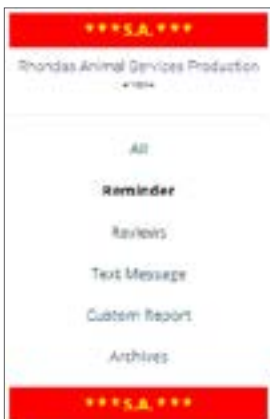 ***S.A.***
Rhondas Animal Services Production
All
Reminder
Reviews
Text Message
Custom Report
Archives
***S.A.***